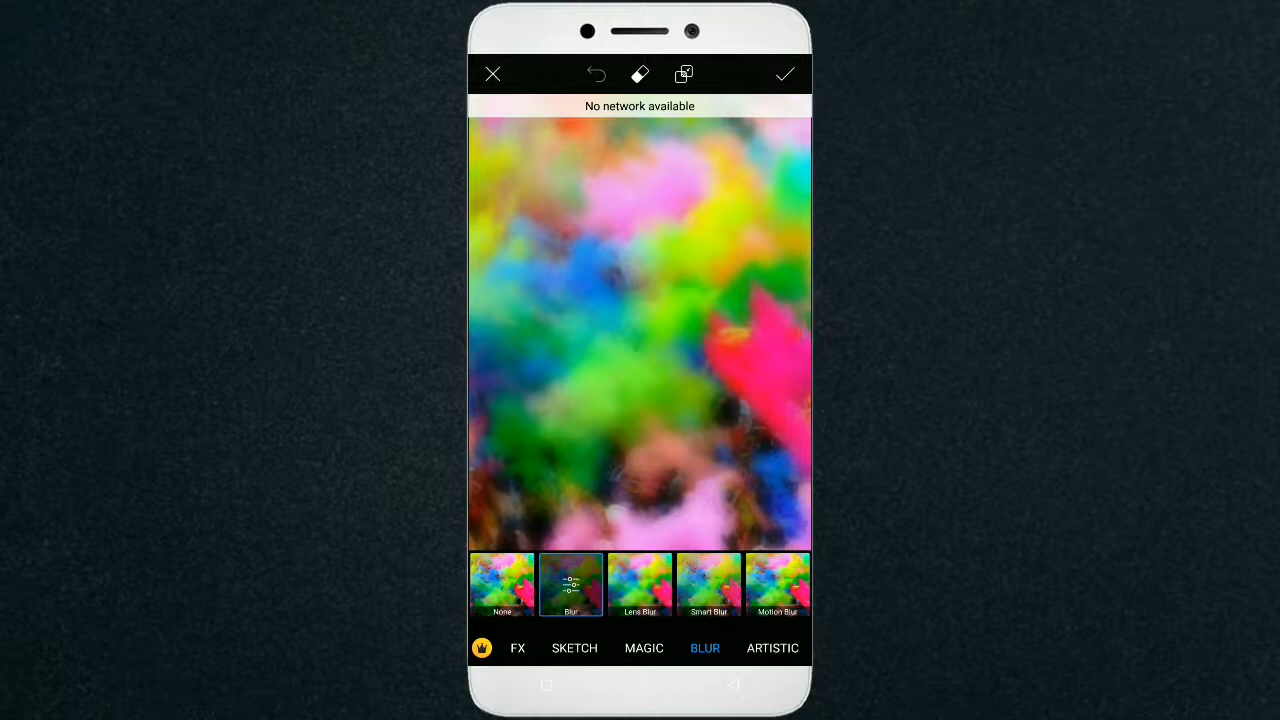 No network available
None
Blur
Lens Blur
Smart Blur
Motion Blur
FX
SKETCH
MAGIC
BLUR
ARTISTIC